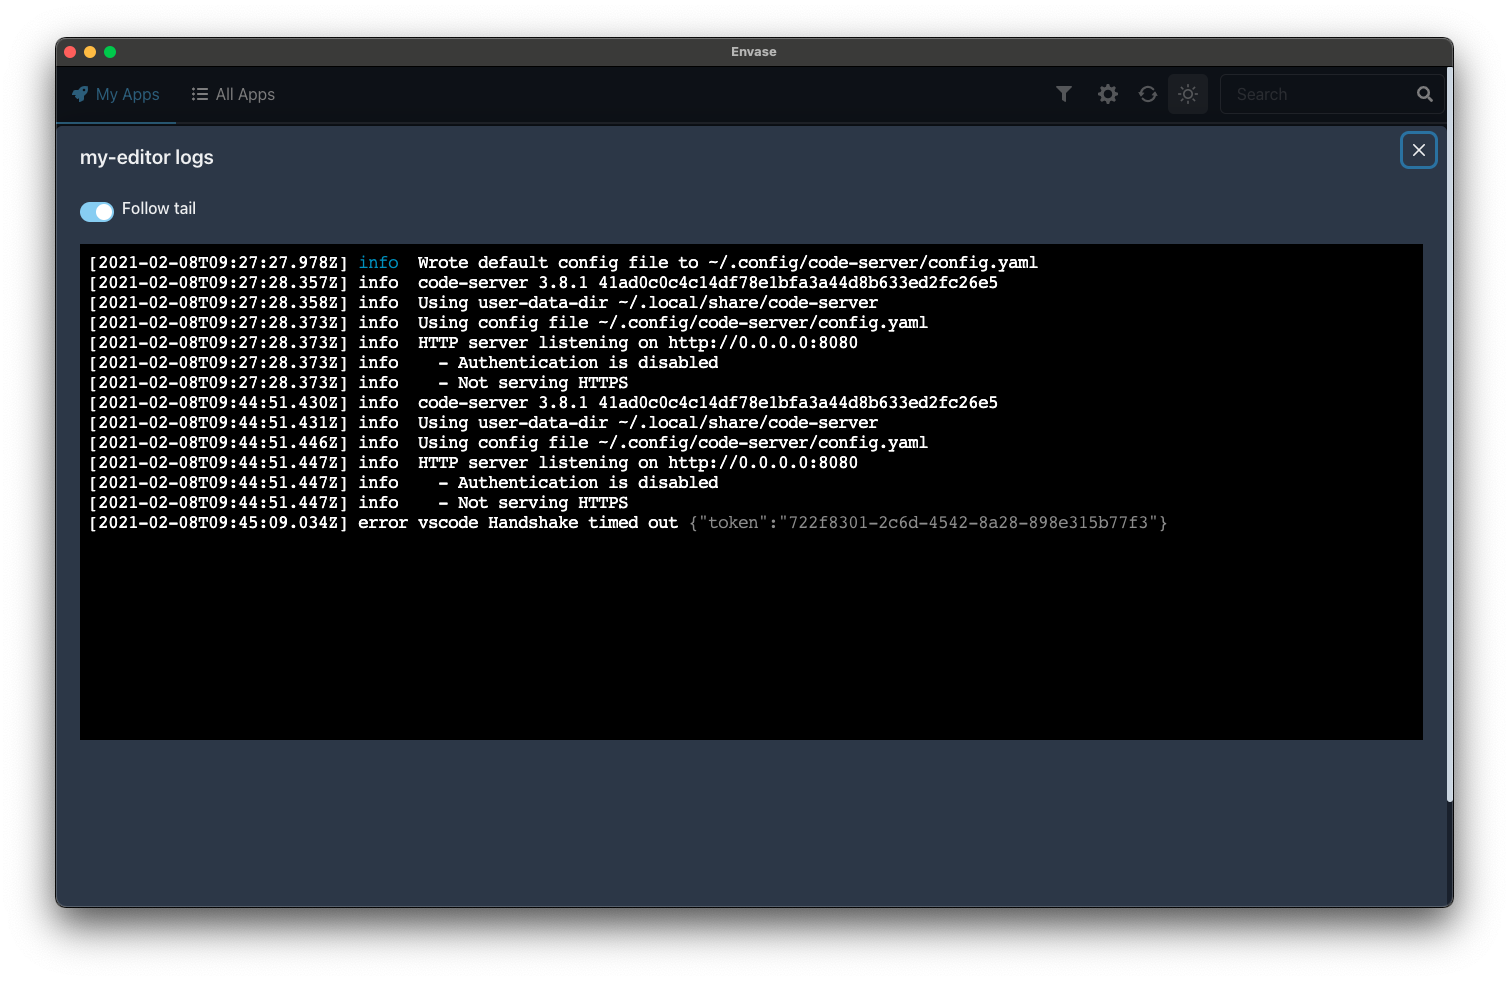 Envase
My Apps
All Apps
Search
my-editor logs
Follow tail
[2021-02-08T09:27:27.978Z] info  Wrote default config file to ~/.config/code-server/config.yaml
[2021-02-08T09:27:28.357Z] info  code-server 3.8.1 41ad0c0c4c14df78e1bfa3a44d8b633ed2fc26e5
[2021-02-08T09:27:28.358Z] info  Using user-data-dir ~/.local/share/code-server
[2021-02-08T09:27:28.373Z] info  Using config file ~/.config/code-server/config.yaml
[2021-02-08T09:27:28.373Z] info  HTTP server listening on http://0.0.0.0:8080
[2021-02-08T09:27:28.373Z] info    - Authentication is disabled
[2021-02-08T09:27:28.373Z] info    - Not serving HTTPS
[2021-02-08T09:44:51.430Z] info  code-server 3.8.1 41ad0c0c4c14df78e1bfa3a44d8b633ed2fc26e5
[2021-02-08T09:44:51.431Z] info  Using user-data-dir ~/.local/share/code-server
[2021-02-08T09:44:51.446Z] info  Using config file ~/.config/code-server/config.yaml
[2021-02-08T09:44:51.447Z] info  HTTP server listening on http://0.0.0.0:8080
[2021-02-08T09:44:51.447Z] info    - Authentication is disabled
[2021-02-08T09:44:51.447Z] info    - Not serving HTTPS
[2021-02-08T09:45:09.034Z] error vscode Handshake timed out {"token":"722f8301-2c6d-4542-8a28-898e315b77f3"}